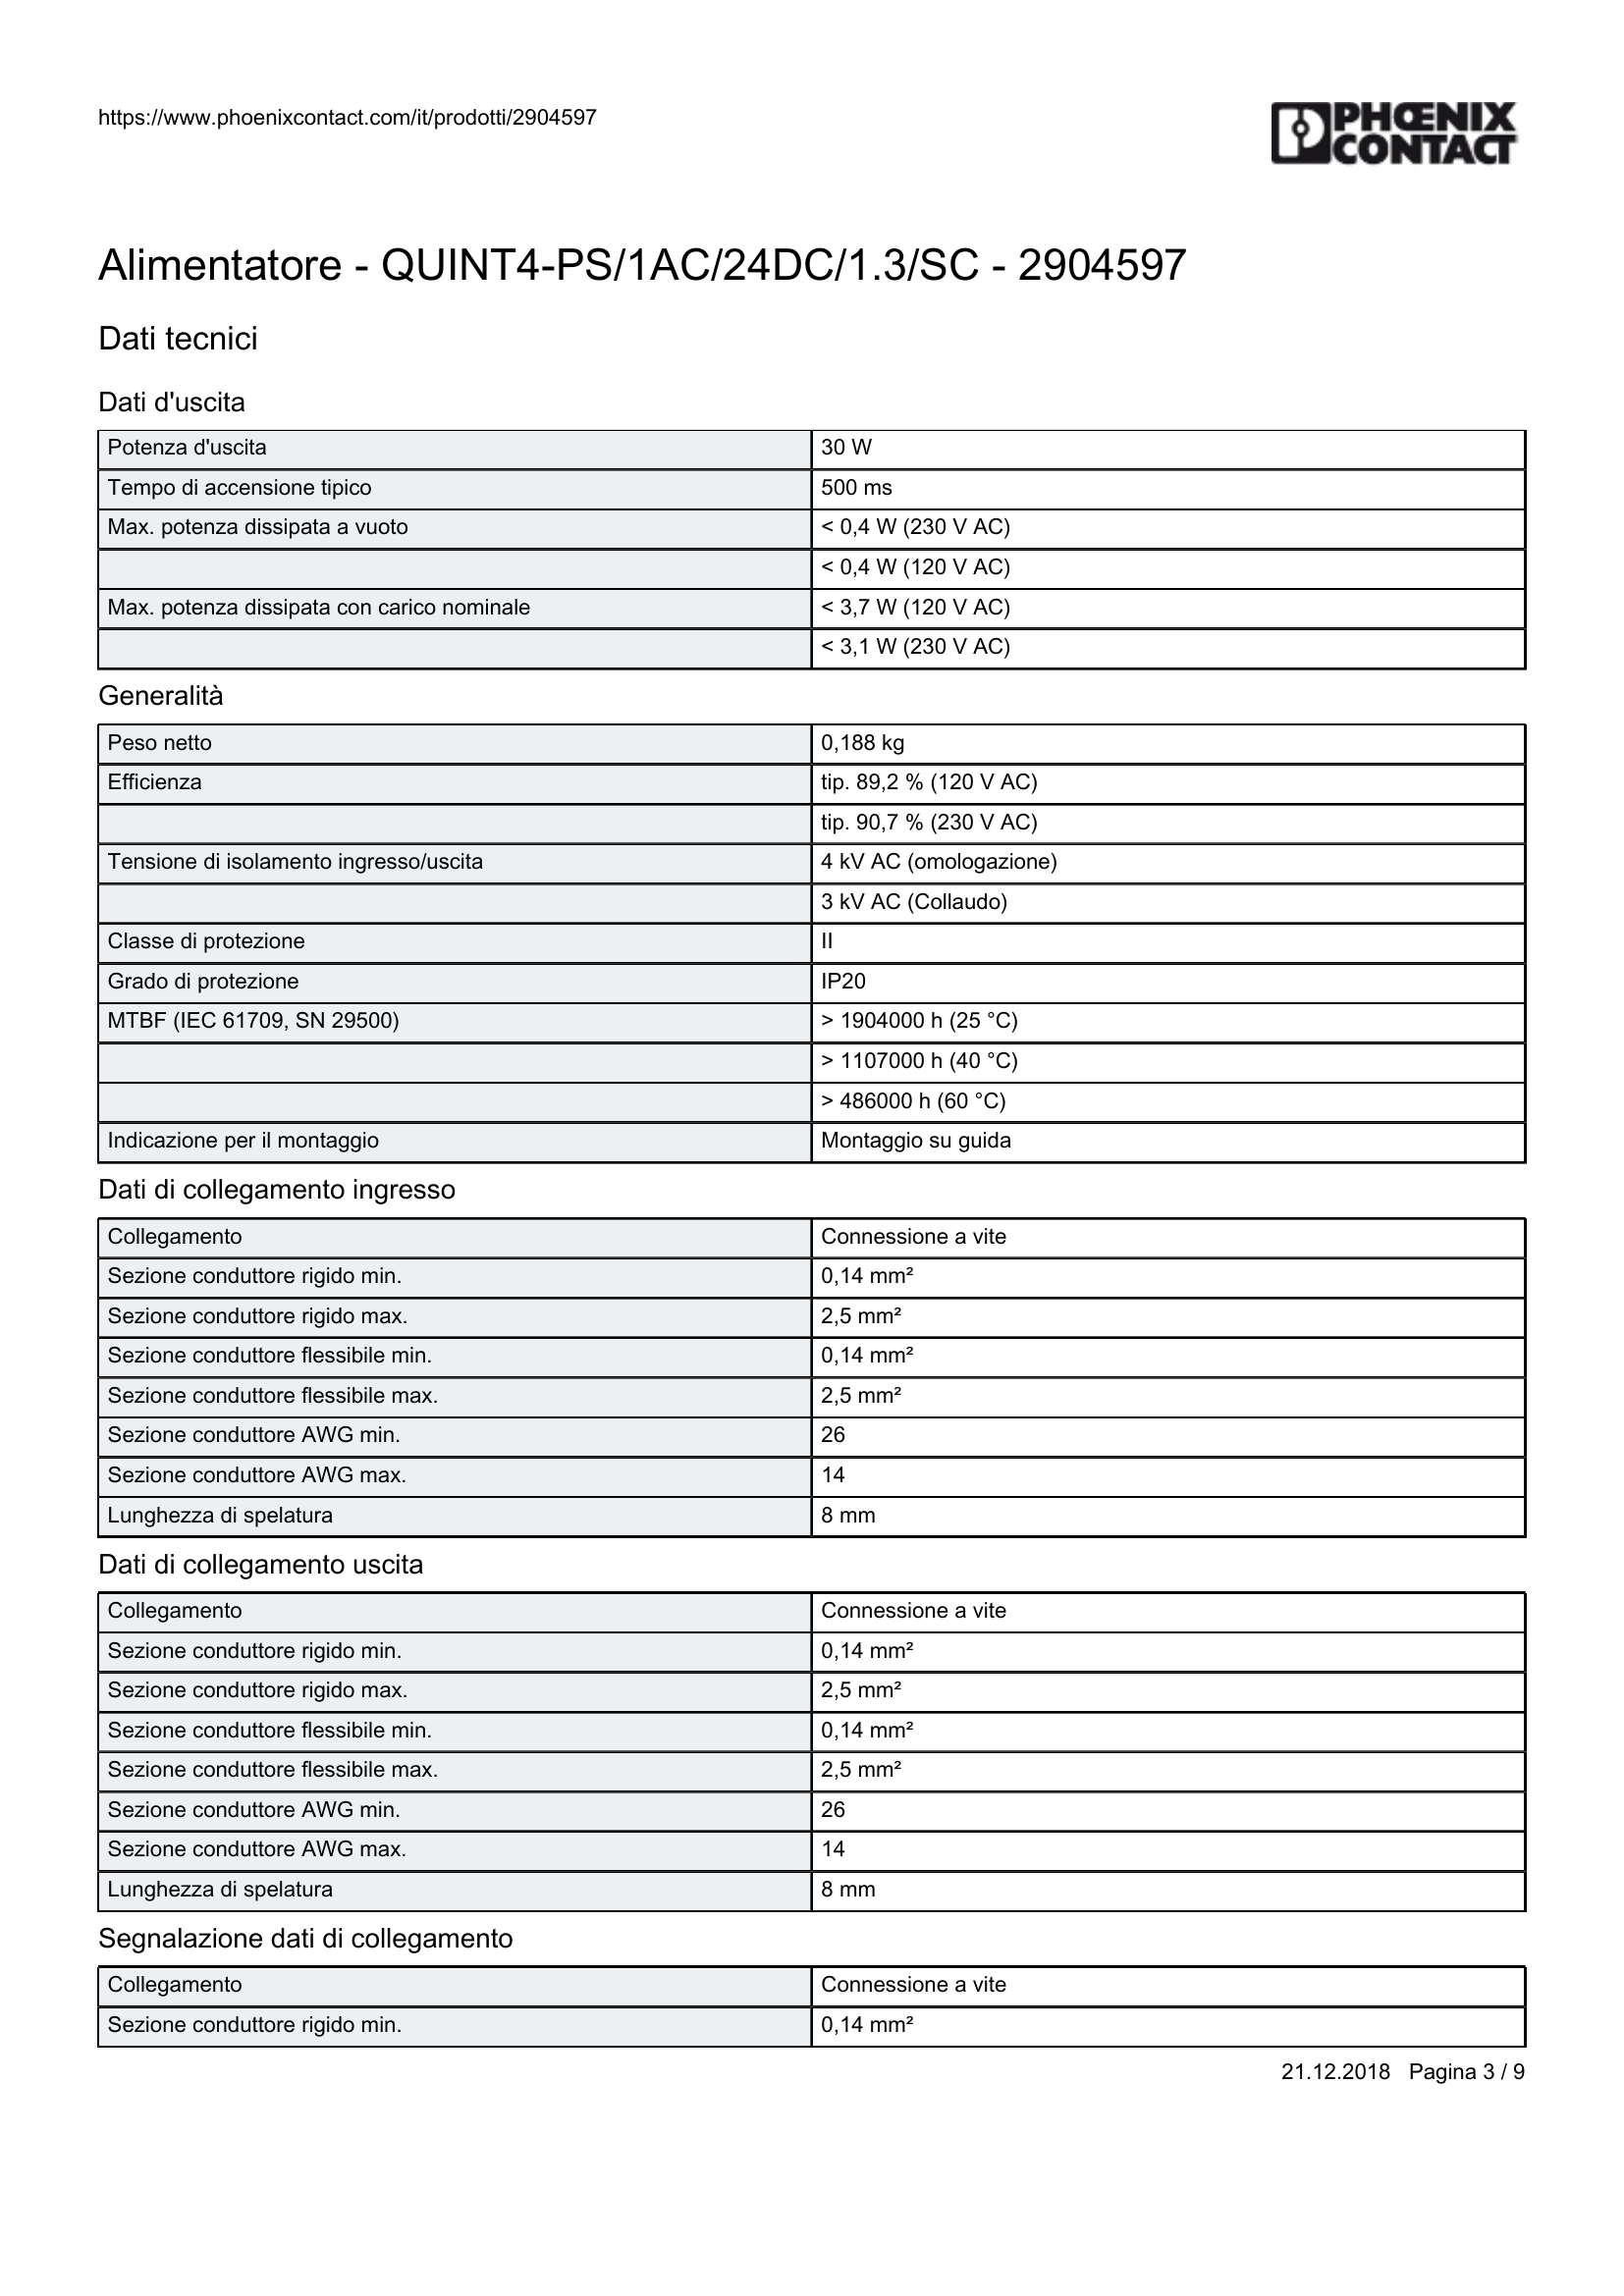 https://www.phoenixcontact.com/it/prodotti/2904597
PHŒNIX
CONTACT
Alimentatore - QUINT4-PS/1AC/24DC/1.3/SC - 2904597
Dati tecnici
Dati d'uscita
Potenza d'uscita 30 W
Tempo di accensione tipico 500 ms
Max. potenza dissipata a vuoto < 0,4 W (230 V AC)
< 0,4 W (120 V AC)
Max. potenza dissipata con carico nominale < 3,7 W (120 V AC)
< 3,1 W (230 V AC)
Generalità
Peso netto 0,188 kg
Efficienza tip. 89,2 % (120 V AC)
tip. 90,7 % (230 V AC)
Tensione di isolamento ingresso/uscita 4 kV AC (omologazione)
3 kV AC (Collaudo)
Classe di protezione II
Grado di protezione IP20
MTBF (IEC 61709, SN 29500) > 1904000 h (25 °C)
> 1107000 h (40 °C)
> 486000 h (60 °C)
Indicazione per il montaggio Montaggio su guida
Dati di collegamento ingresso
Collegamento Connessione a vite
Sezione conduttore rigido min. 0,14 mm²
Sezione conduttore rigido max. 2,5 mm²
Sezione conduttore flessibile min. 0,14 mm²
Sezione conduttore flessibile max. 2,5 mm²
Sezione conduttore AWG min. 26
Sezione conduttore AWG max. 14
Lunghezza di spelatura 8 mm
Dati di collegamento uscita
Collegamento Connessione a vite
Sezione conduttore rigido min. 0,14 mm²
Sezione conduttore rigido max. 2,5 mm²
Sezione conduttore flessibile min. 0,14 mm²
Sezione conduttore flessibile max. 2,5 mm²
Sezione conduttore AWG min. 26
Sezione conduttore AWG max. 14
Lunghezza di spelatura 8 mm
Segnalazione dati di collegamento
Collegamento Connessione a vite
Sezione conduttore rigido min. 0,14 mm²
21.12.2018 Pagina 3 / 9